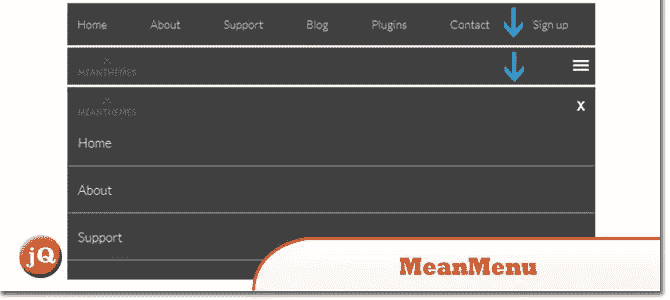 Home About Support Blog Plugins Contact Sign up
MEANTHEMES
MEANTHEMES X
Home
About
Support
jQ
MeanMenu